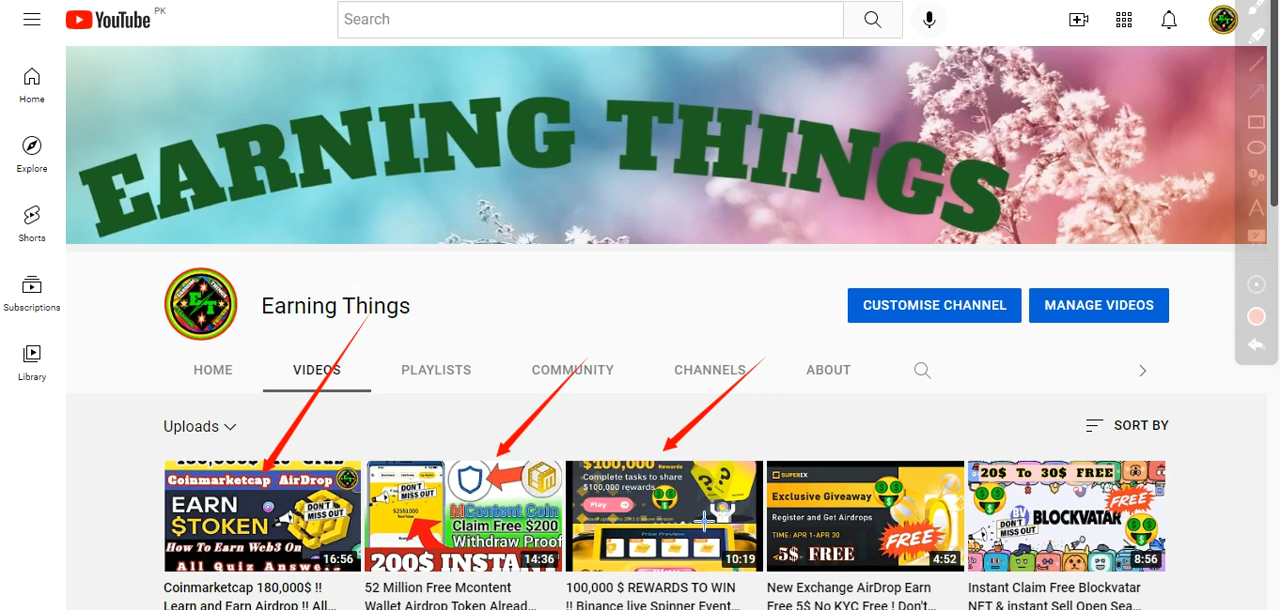 YouTube PK
Search
Home
Explore
Shorts
Subscriptions
Library
EARNING THINGS
E/T
Earning Things
CUSTOMISE CHANNEL
MANAGE VIDEOS
HOME
VIDEOS
PLAYLISTS
COMMUNITY
CHANNELS
ABOUT
Uploads
SORT BY
Coinmarketcap AirDrop
EARN
$TOKEN
DON'T
MISS OUT
How To Earn Web3 On
All Quiz Answers
16:56
Coinmarketcap 180,000$ !!
Learn and Earn Airdrop !! All...
DON'T
MISS OUT
MContent Coin
Claim Free $200
Withdraw Proof
200$ INSTA
14:36
52 Million Free Mcontent
Wallet Airdrop Token Alread...
$100,000 Rewards
Complete tasks to share
$100,000 rewards.
Play
Prize Preview
10:19
100,000 $ REWARDS TO WIN
!! Binance live Spinner Event...
SUPEREX
Exclusive Giveaway
Register and Get Airdrops
TIME: APR 1-APR 30
5$ FREE
FREE
4:52
New Exchange AirDrop Earn
Free 5$ No KYC Free ! Don't...
20$ To 30$ FREE
FREE
BV
BLOCKVATAR
DON'T
MISS OUT
8:56
Instant Claim Free Blockvatar
NFT & instant Sell Open Sea...